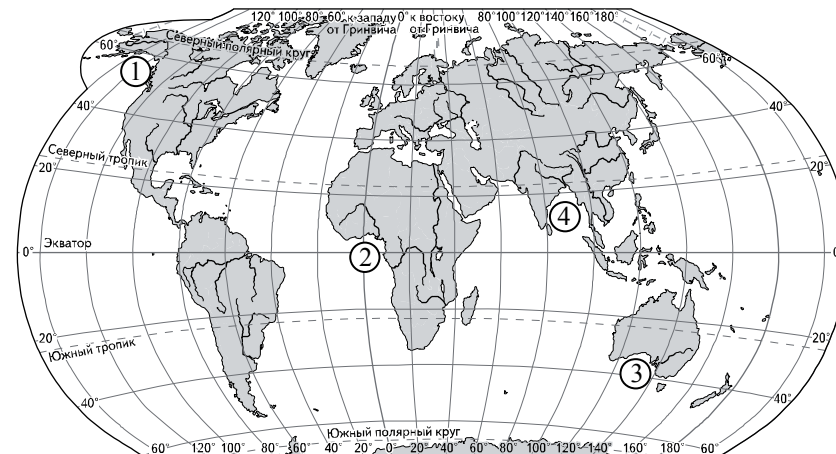 120° 100° 80° 60° к западу 0° к востоку 80° 100° 120° 140° 160° 180°
от Гринвича от Гринвича
Северный полярный круг
60° 60°
1
40° 40°
Северный тропик
20° 20°
4
Экватор
0° 0
2
20° 20°
Южный тропик
3
40° 40°
Южный полярный круг
60° 120° 100° 80° 60° 40° 20° 0° 20° 40° 60° 80° 100° 120° 140° 160° 180° 60°